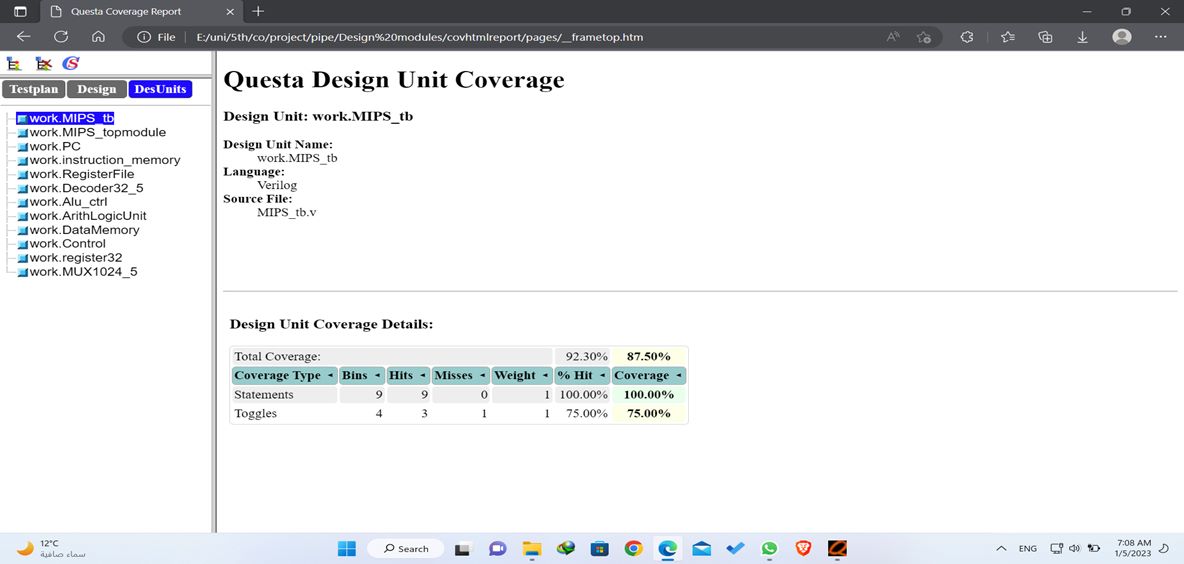 Questa Coverage Report
File
E:/uni/5th/co/project/pipe/Design%20modules/covhtmlreport/pages/__frametop.htm
Testplan Design DesUnits
work.MIPS_tb
work.MIPS_topmodule
work.PC
work.instruction_memory
work.RegisterFile
work.Decoder32_5
work.Alu_ctrl
work.ArithLogicUnit
work.DataMemory
work.Control
work.register32
work.MUX1024_5
Questa Design Unit Coverage
Design Unit: work.MIPS_tb
Design Unit Name:
work.MIPS_tb
Language:
Verilog
Source File:
MIPS_tb.v
Design Unit Coverage Details:
Total Coverage: 92.30% 87.50%
Coverage Type Bins Hits Misses Weight % Hit Coverage
Statements 9 9 0 1 100.00% 100.00%
Toggles 4 3 1 1 75.00% 75.00%
12°C
سماء صافية
Search
ENG
7:08 AM
1/5/2023